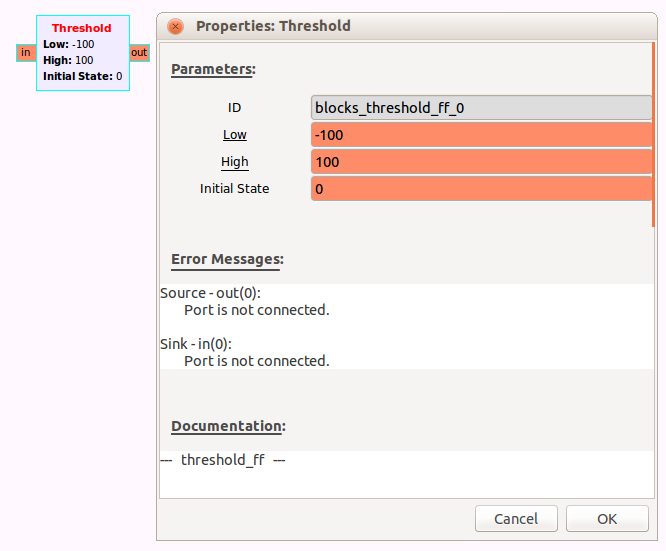 Threshold
Low: -100
High: 100
Initial State: 0
in
out
Properties: Threshold
Parameters:
ID
blocks_threshold_ff_0
Low
-100
High
100
Initial State
0
Error Messages:
Source - out(0):
Port is not connected.
Sink - in(0):
Port is not connected.
Documentation:
--- threshold_ff ---
Cancel
OK